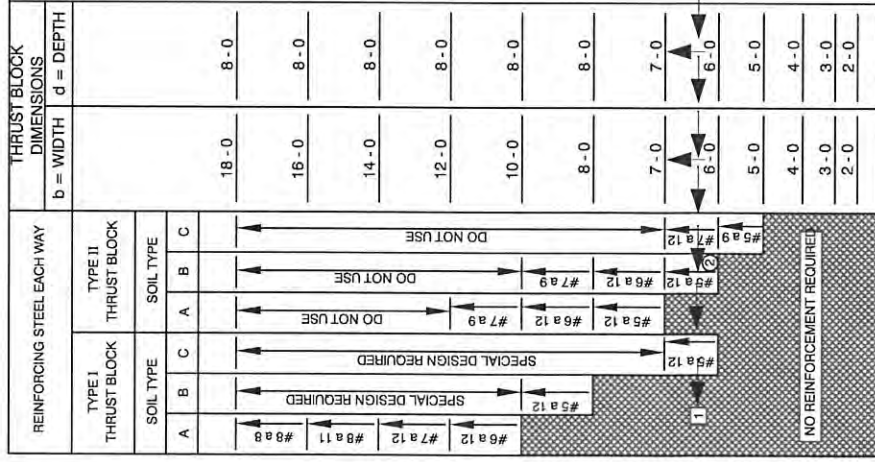 REINFORCING STEEL EACH WAY
THRUST BLOCK
DIMENSIONS
TYPE I
THRUST BLOCK
TYPE II
THRUST BLOCK
b = WIDTH
d = DEPTH
SOIL TYPE
SOIL TYPE
A
B
C
A
B
C
#8 a 8
#8 a 11
#7 a 12
#6 a 12
SPECIAL DESIGN REQUIRED
#5 a 12
SPECIAL DESIGN REQUIRED
#5 a 12
1
DO NOT USE
#7 a 9
#6 a 12
#5 a 12
DO NOT USE
#7 a 9
#6 a 12
#5 a 12
2
DO NOT USE
#7 a 12
#5 a 9
NO REINFORCEMENT REQUIRED
18 - 0
16 - 0
14 - 0
12 - 0
10 - 0
8 - 0
7 - 0
6 - 0
5 - 0
4 - 0
3 - 0
2 - 0
8 - 0
8 - 0
8 - 0
8 - 0
8 - 0
8 - 0
7 - 0
6 - 0
5 - 0
4 - 0
3 - 0
2 - 0